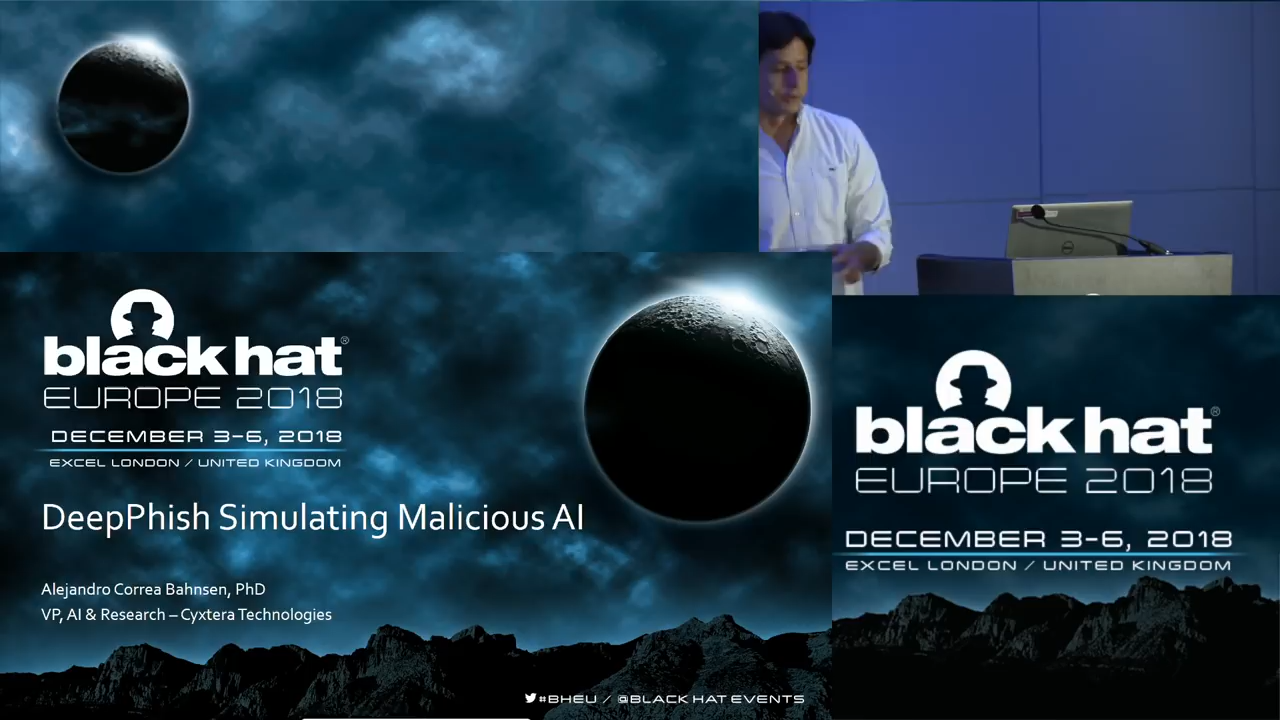 black hat®
EUROPE 2018
DECEMBER 3-6, 2018
EXCEL LONDON / UNITED KINGDOM
DeepPhish Simulating Malicious AI
Alejandro Correa Bahnsen, PhD
VP, AI & Research – Cyxtera Technologies
#BHEU / @BLACK HAT EVENTS
DELL
black hat®
EUROPE 2018
DECEMBER 3-6, 2018
EXCEL LONDON / UNITED KINGDOM